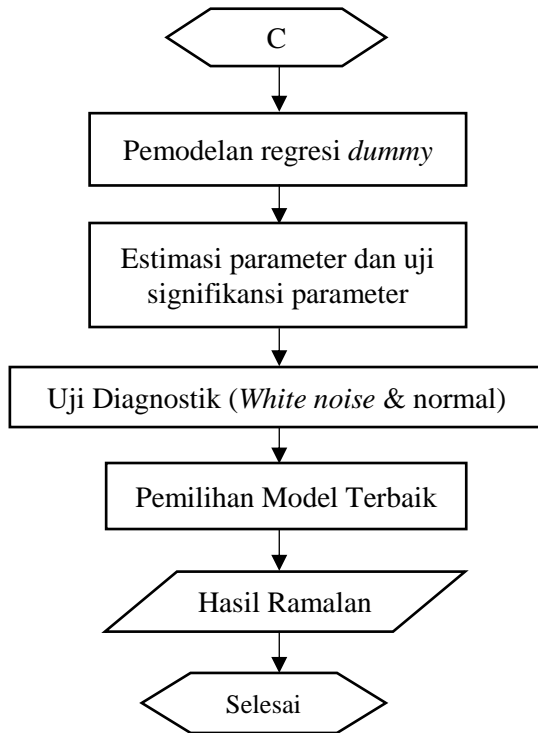 C
Pemodelan regresi dummy
Estimasi parameter dan uji
signifikansi parameter
Uji Diagnostik (White noise & normal)
Pemilihan Model Terbaik
Hasil Ramalan
Selesai